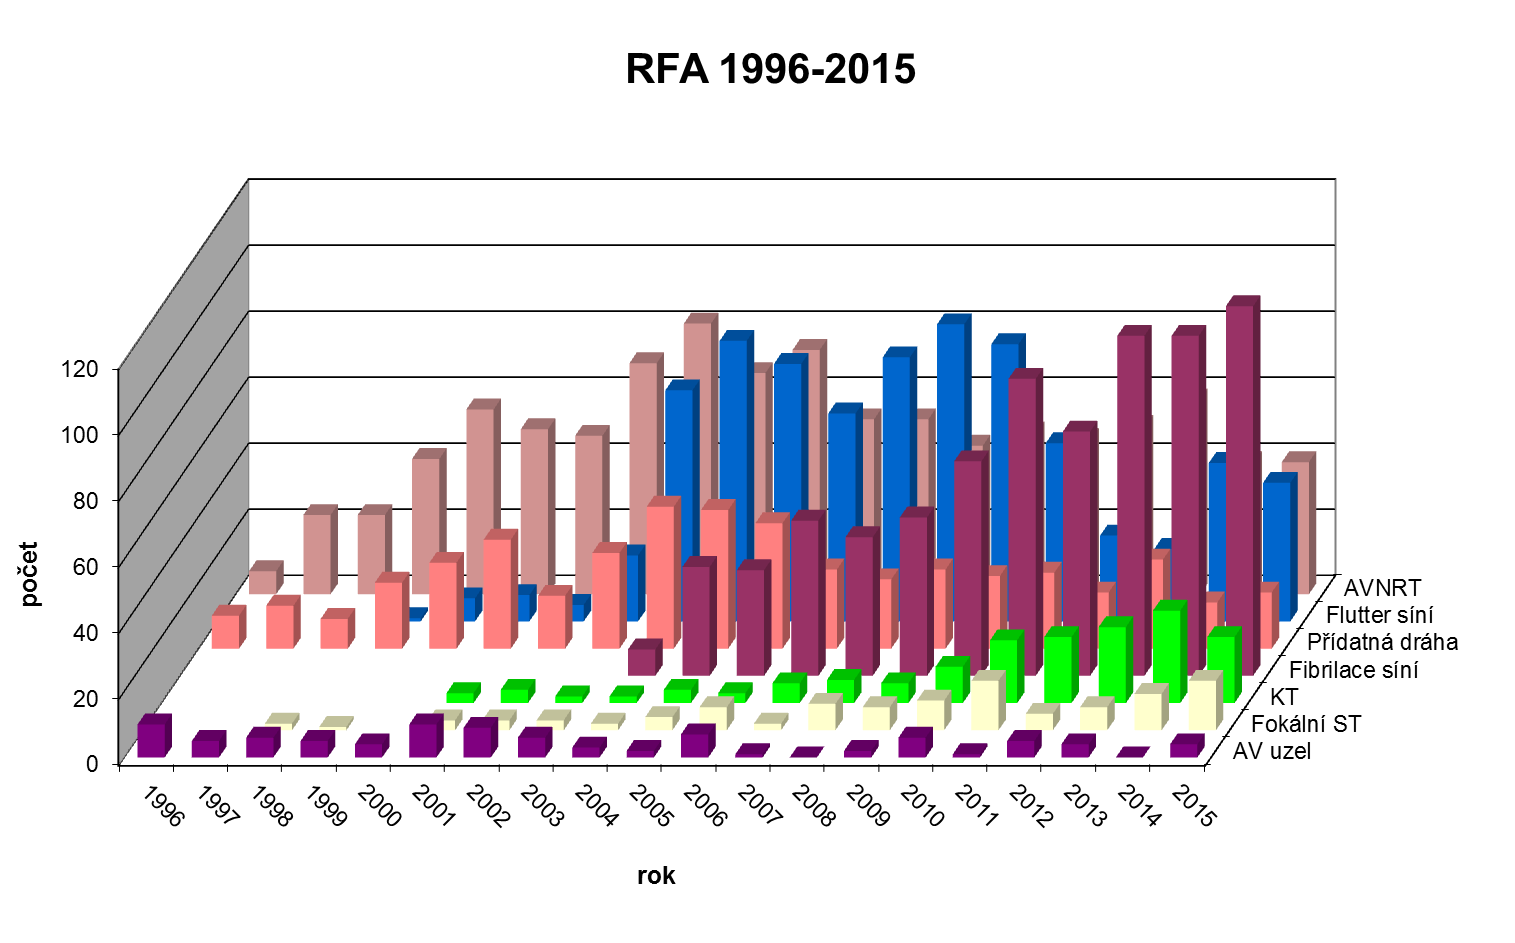 RFA 1996-2015
počet
120
100
80
60
40
20
0
1996
1997
1998
1999
2000
2001
2002
2003
2004
2005
2006
2007
2008
2009
2010
2011
2012
2013
2014
2015
rok
AVNRT
Flutter síní
Přídatná dráha
Fibrilace síní
KT
Fokální ST
AV uzel